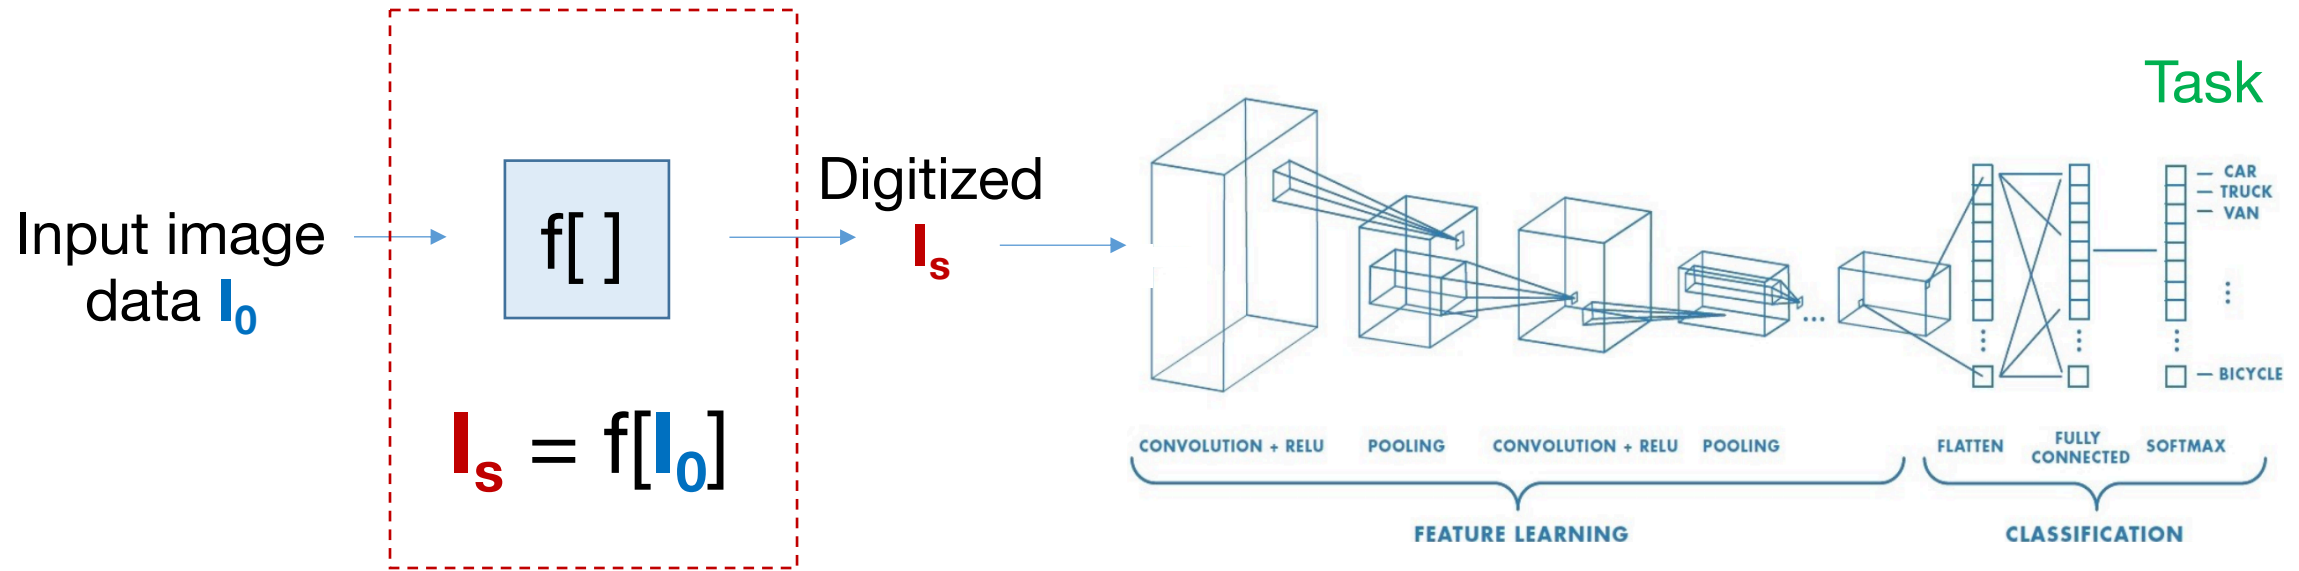 Input image
data I₀
f[ ]
Iₛ = f[I₀]
Digitized
Iₛ
Task
CAR
TRUCK
VAN
BICYCLE
...
CONVOLUTION + RELU
POOLING
CONVOLUTION + RELU
POOLING
FLATTEN
FULLY
CONNECTED
SOFTMAX
FEATURE LEARNING
CLASSIFICATION